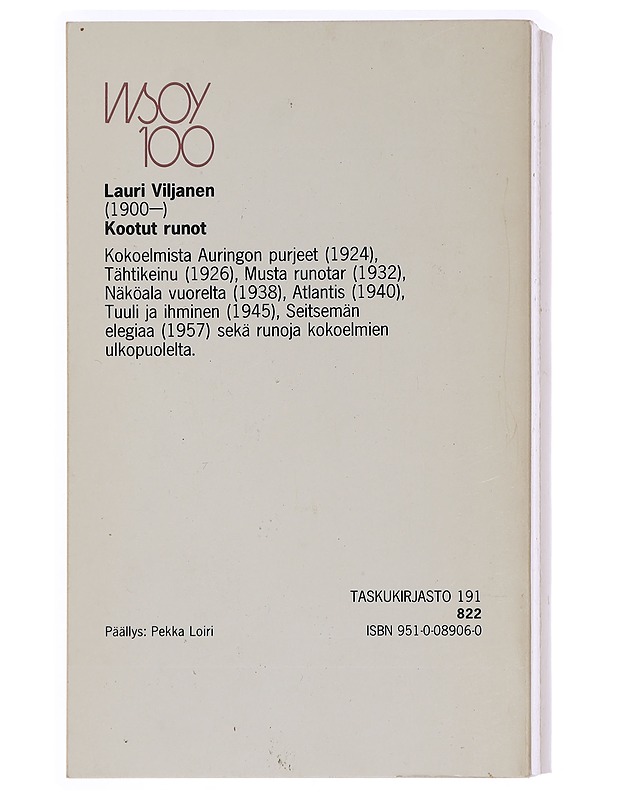 WSOY
100
Lauri Viljanen
(1900—)
Kootut runot
Kokoelmista Auringon purjeet (1924),
Tähtikeinu (1926), Musta runotar (1932),
Näköala vuorelta (1938), Atlantis (1940),
Tuuli ja ihminen (1945), Seitsemän
elegiaa (1957) sekä runoja kokoelmien
ulkopuolelta.
TASKUKIRJASTO 191
822
Päällys: Pekka Loiri
ISBN 951-0-08906-0